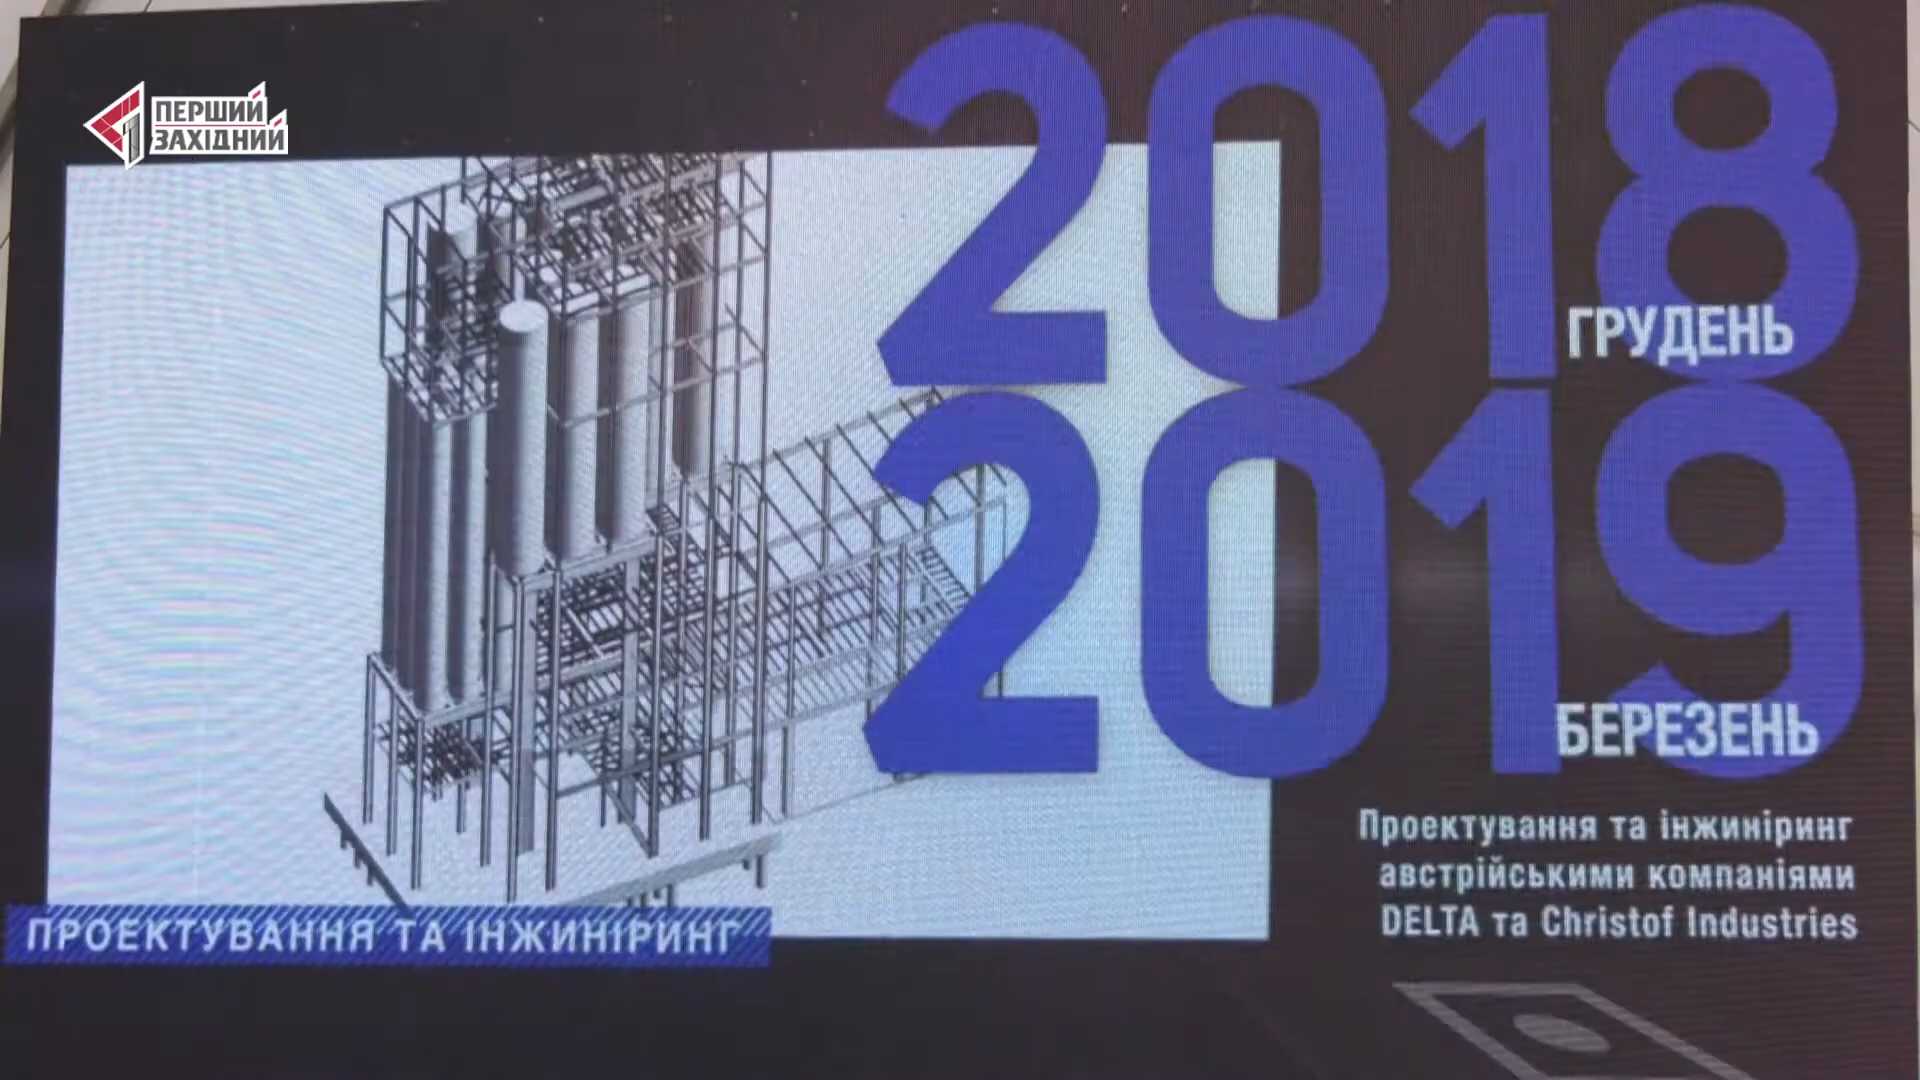 ПЕРШИЙ
ЗАХІДНИЙ
2018
ГРУДЕНЬ
2019
БЕРЕЗЕНЬ
Проектування та інжиніринг
австрійськими компаніями
DELTA та Christof Industries
ПРОЕКТУВАННЯ ТА ІНЖИНІРИНГ